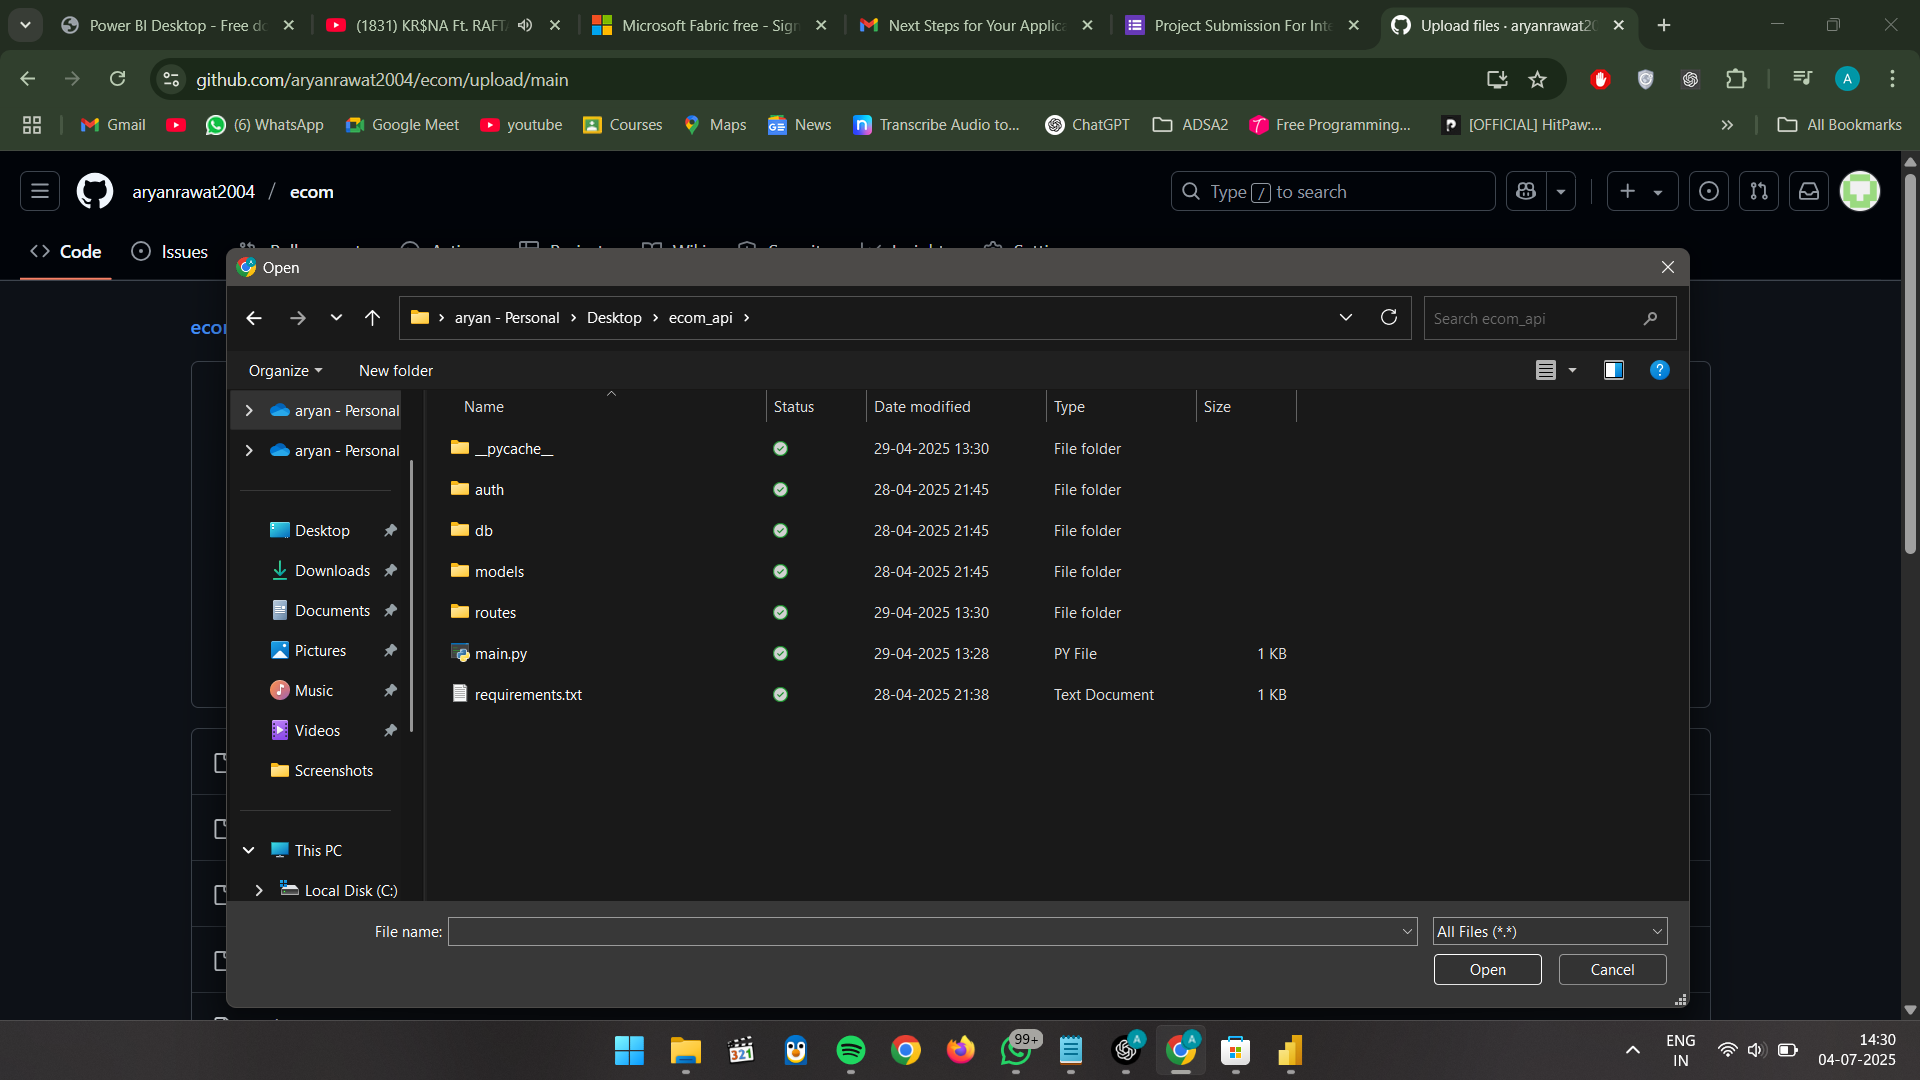 Power BI Desktop - Free do
(1831) KR$NA Ft. RAFTA
Microsoft Fabric free - Sign
Next Steps for Your Applica
Project Submission For Inte
Upload files · aryanrawat20
github.com/aryanrawat2004/ecom/upload/main
A
Gmail
(6) WhatsApp
Google Meet
youtube
Courses
Maps
News
Transcribe Audio to...
ChatGPT
ADSA2
Free Programming...
[OFFICIAL] HitPaw:...
All Bookmarks
aryanrawat2004 / ecom
Type / to search
Code
Issues
Open
ecom
aryan - Personal
Desktop
ecom_api
Search ecom_api
Organize
New folder
aryan - Personal
aryan - Personal
Desktop
Downloads
Documents
Pictures
Music
Videos
Screenshots
This PC
Local Disk (C:)
Name Status Date modified Type Size
__pycache__ 29-04-2025 13:30 File folder
auth 28-04-2025 21:45 File folder
db 28-04-2025 21:45 File folder
models 28-04-2025 21:45 File folder
routes 29-04-2025 13:30 File folder
main.py 29-04-2025 13:28 PY File 1 KB
requirements.txt 28-04-2025 21:38 Text Document 1 KB
File name:
All Files (*.*)
Open
Cancel
321
99+
A
A
ENG
IN
14:30
04-07-2025